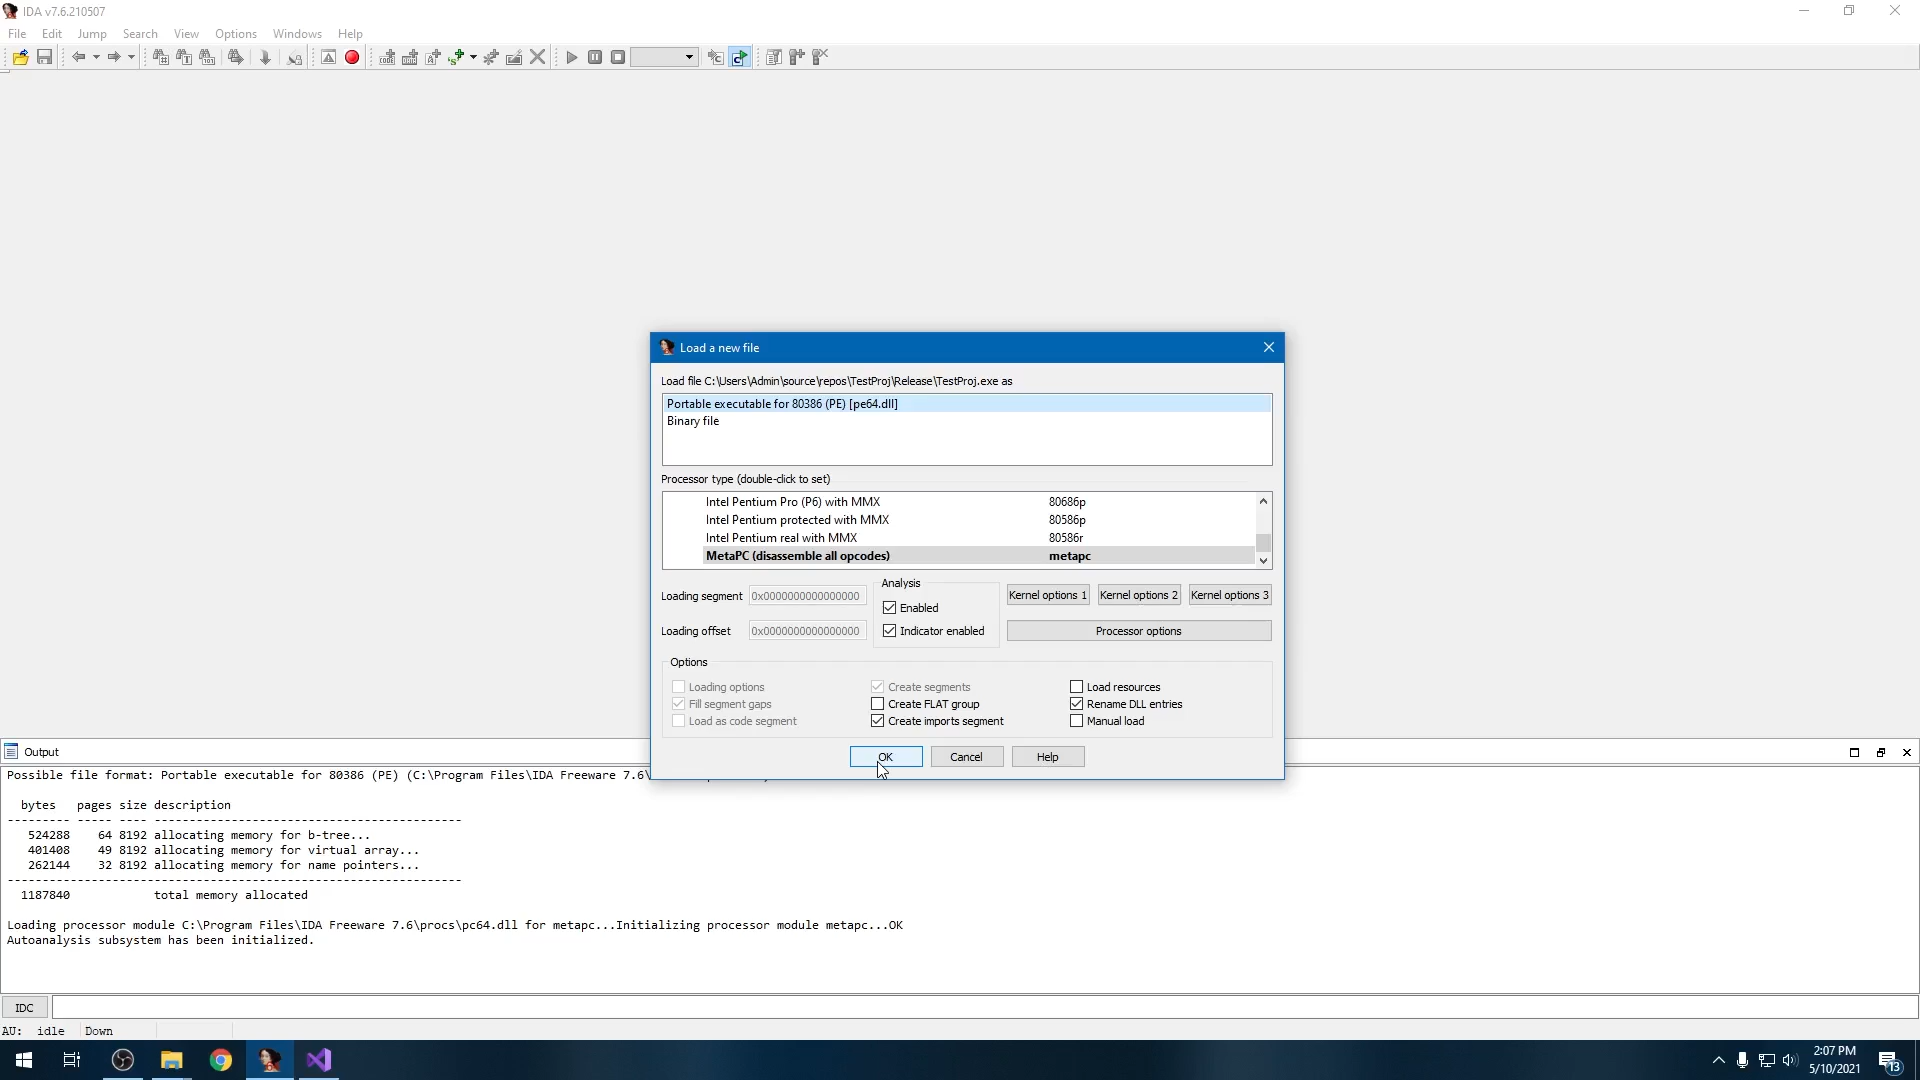 IDA v7.6.210507
File Edit Jump Search View Options Windows Help
Load a new file
Load file C:\Users\Admin\source\repos\TestProj\Release\TestProj.exe as
Portable executable for 80386 (PE) [pe64.dll]
Binary file
Processor type (double-click to set)
Intel Pentium Pro (P6) with MMX 80686p
Intel Pentium protected with MMX 80586p
Intel Pentium real with MMX 80586r
MetaPC (disassemble all opcodes) metapc
Analysis
Loading segment 0x0000000000000000 Kernel options 1 Kernel options 2 Kernel options 3
Enabled
Loading offset 0x0000000000000000 Indicator enabled Processor options
Options
Loading options Create segments Load resources
Fill segment gaps Create FLAT group Rename DLL entries
Load as code segment Create imports segment Manual load
OK Cancel Help
Output
Possible file format: Portable executable for 80386 (PE) (C:\Program Files\IDA Freeware 7.6\
bytes pages size description
--------- ----- ---- --------------------------------------------
524288 64 8192 allocating memory for b-tree...
401408 49 8192 allocating memory for virtual array...
262144 32 8192 allocating memory for name pointers...
-----------------------------------------------------------------
1187840 total memory allocated
Loading processor module C:\Program Files\IDA Freeware 7.6\procs\pc64.dll for metapc...Initializing processor module metapc...OK
Autoanalysis subsystem has been initialized.
IDC
AU: idle Down
2:07 PM
5/10/2021
13